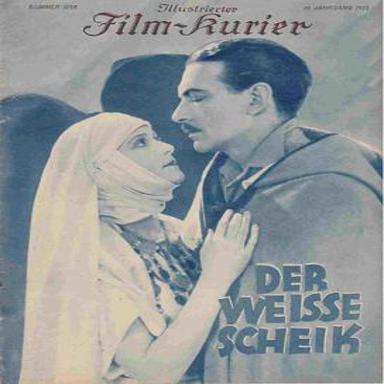 Illustrierter
Film-Kurier
DER
WEISSE
SCHEIK